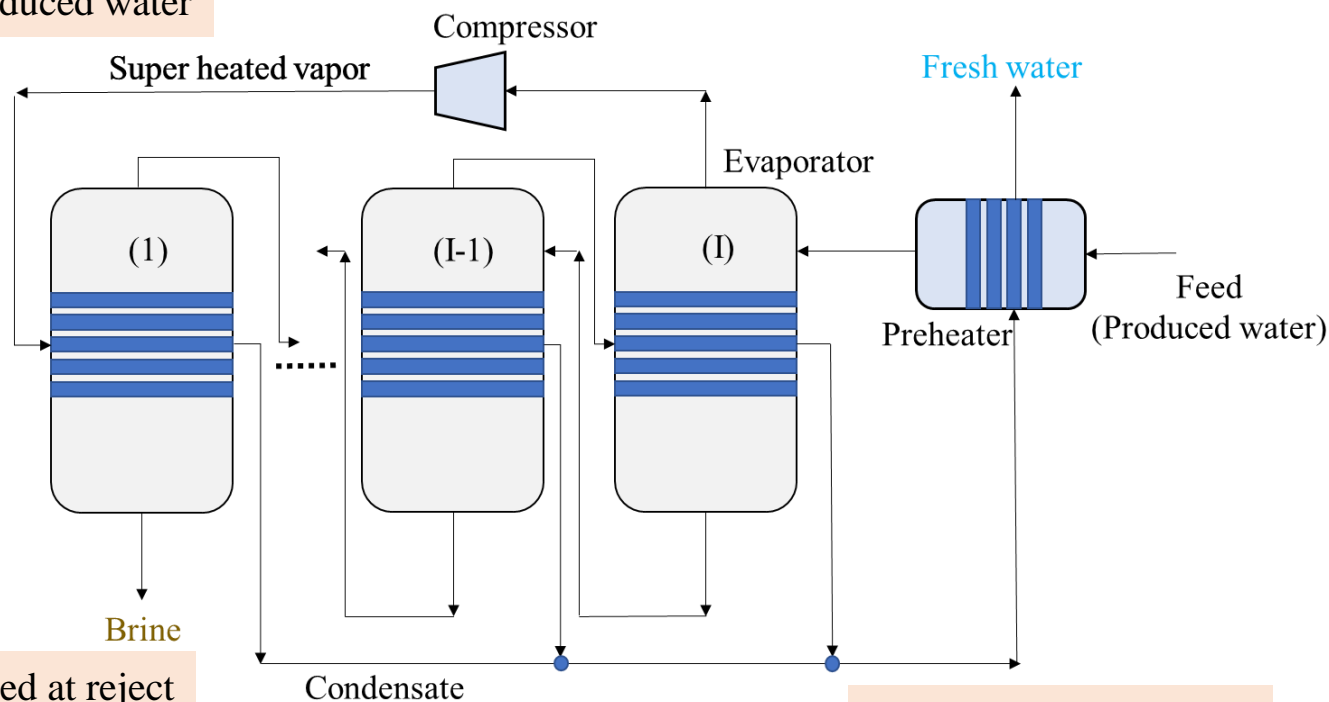 duced water
Compressor
Super heated vapor
Fresh water
Evaporator
(1)
(I-1)
(I)
Feed
(Produced water)
Preheater
Brine
ed at reject
Condensate